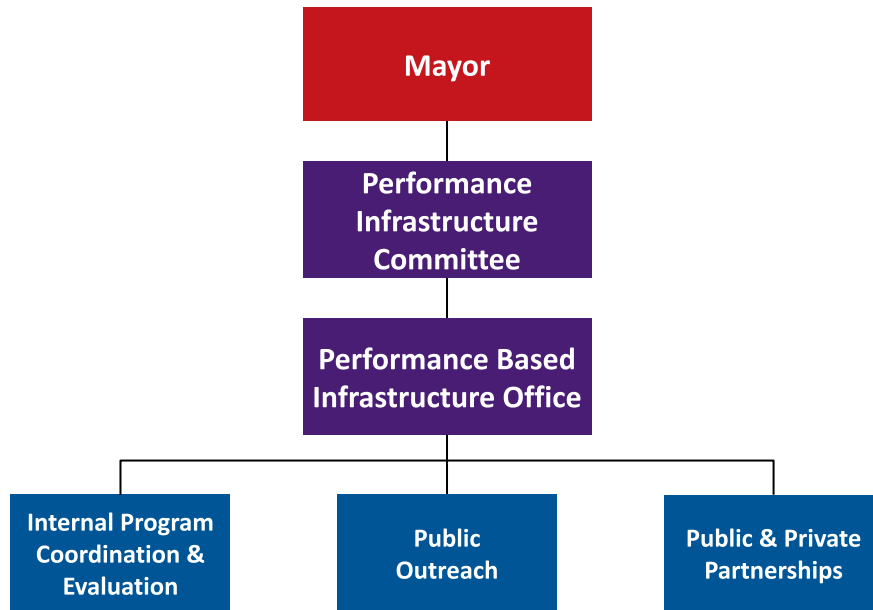 Mayor
Performance
Infrastructure
Committee
Performance Based
Infrastructure Office
Internal Program
Coordination &
Evaluation
Public
Outreach
Public & Private
Partnerships